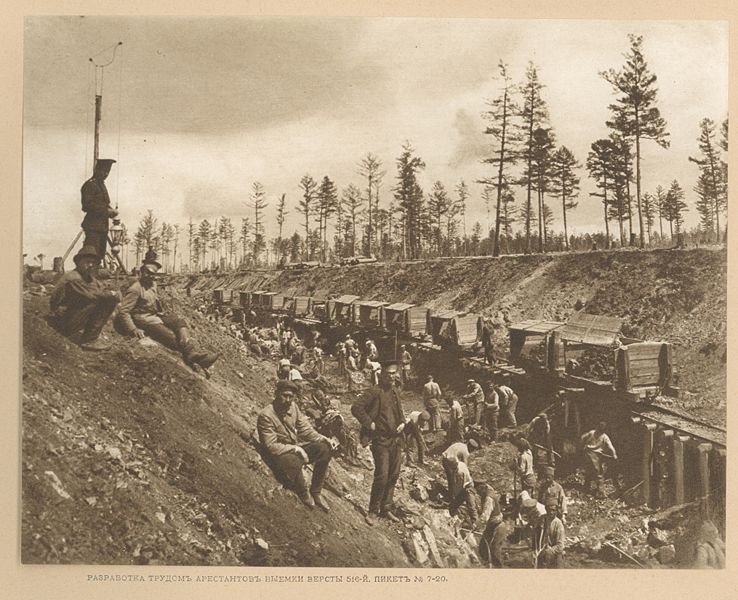 РАЗРАБОТКА ТРУДОМЪ АРЕСТАНТОВЪ ВЫЕМКИ ВЕРСТЫ 516-Й, ПИКЕТЪ № 7-20.